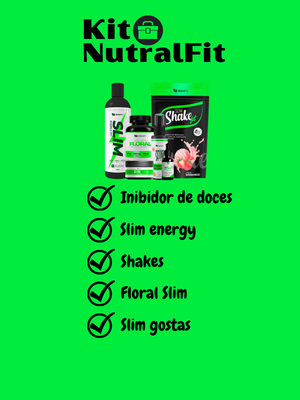 Kit
NutralFit
SLIM
FLORAL
Shake
Inibidor de doces
Slim energy
Shakes
Floral Slim
Slim gostas